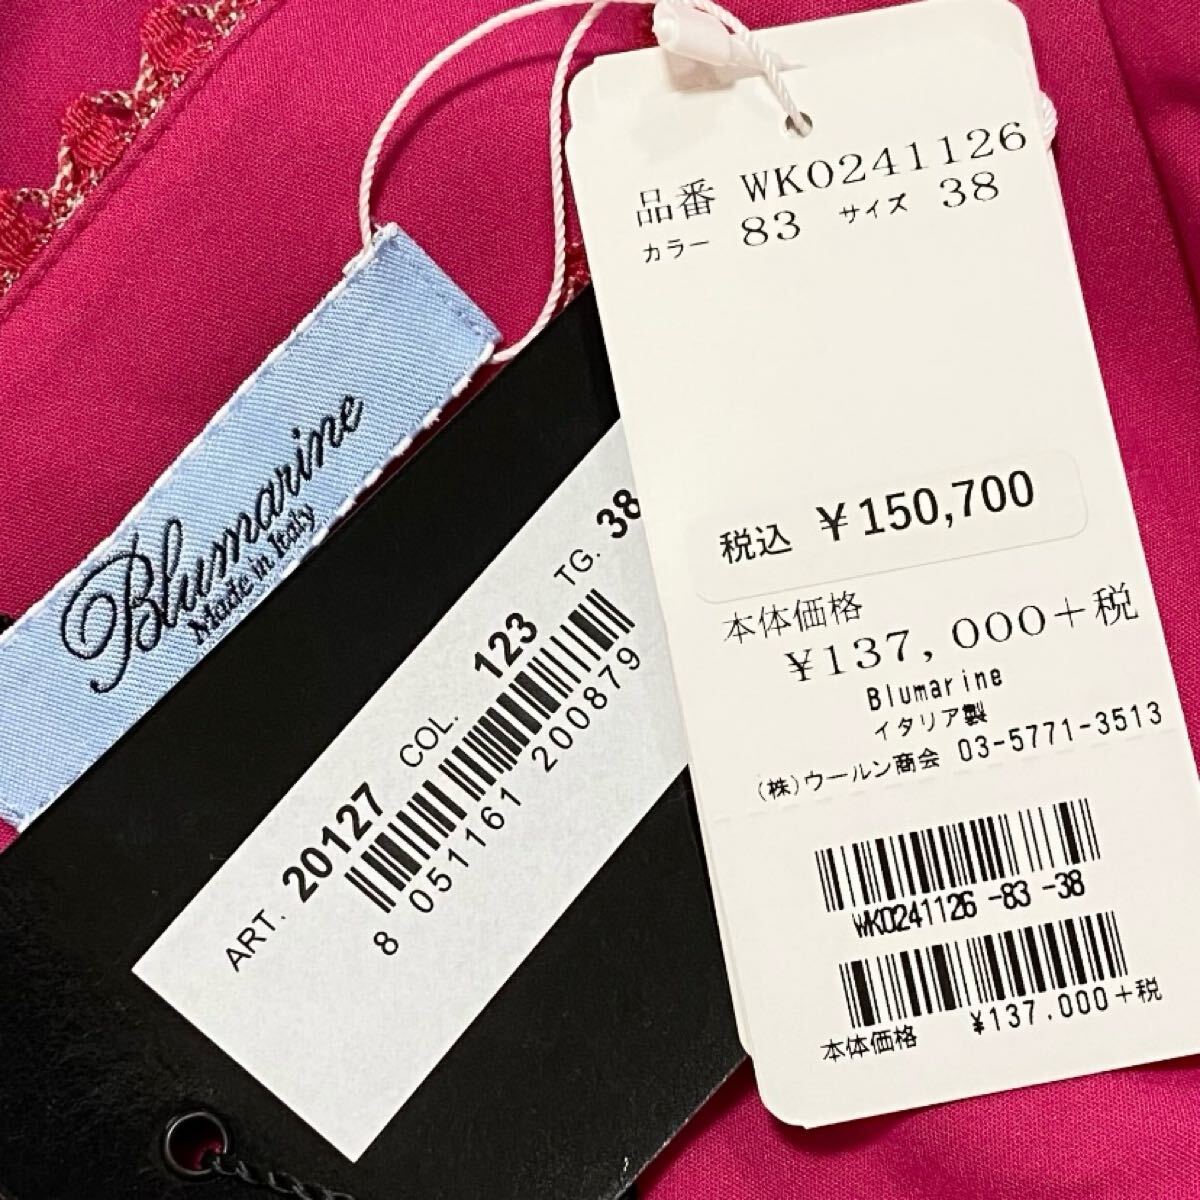 Blumarine
Made in Italy
ART. 20127 COL. 123 TG. 38
8 051161 200879
品番 WK0241126
カラー 83 サイズ 38
税込 ¥150,700
本体価格
¥137,000+税
Blumarine
イタリア製
(株)ウールン商会 03-5771-3513
WK0241126 -83 -38
本体価格 ¥137.000+税